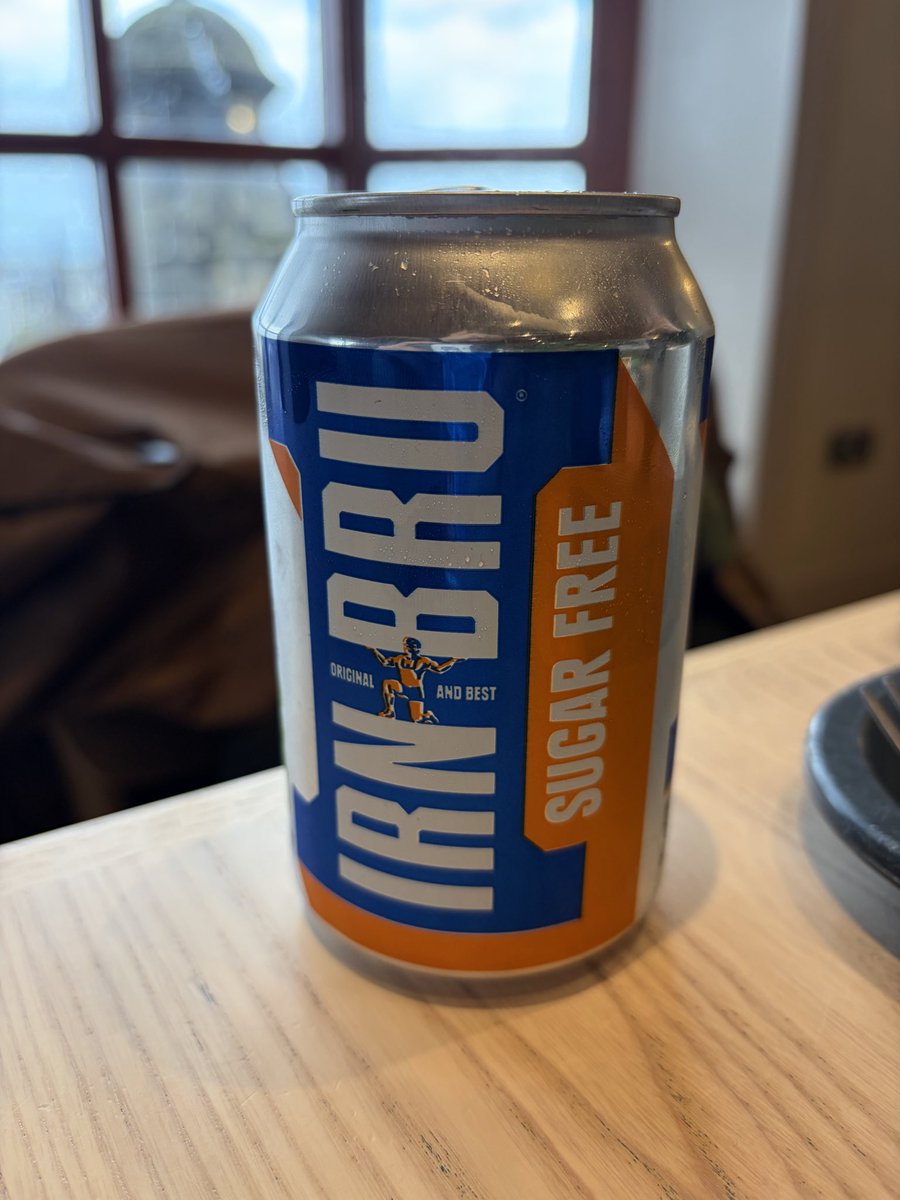 IRN BRU®
ORIGINAL AND BEST
SUGAR FREE